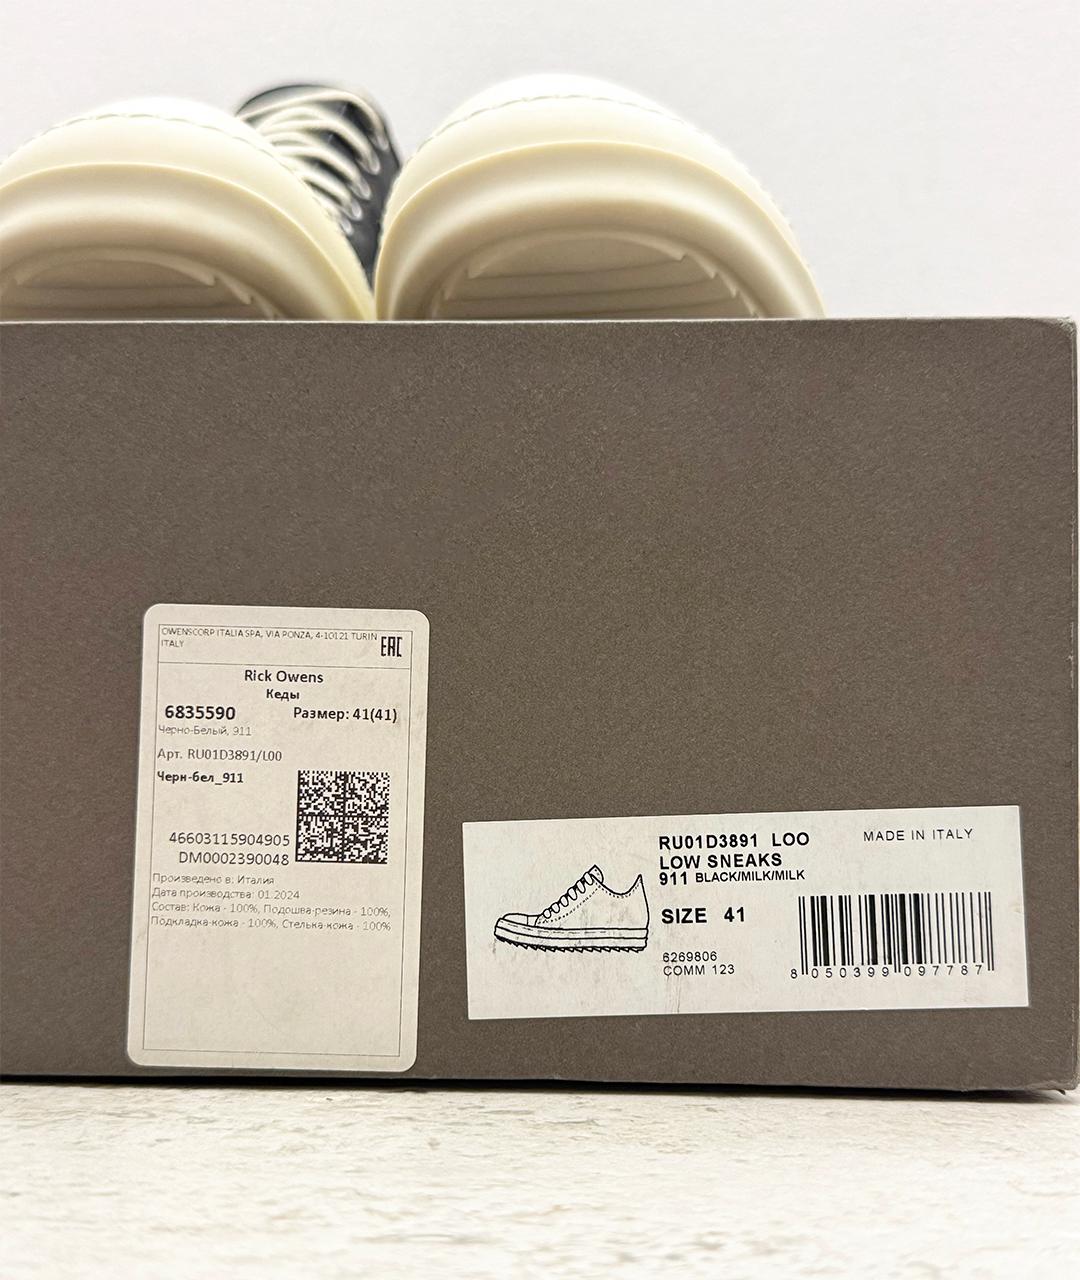 OWENSCORP ITALIA SPA, VIA PONZA, 4-10121 TURIN
ITALY
EAC
Rick Owens
Кеды
6835590 Размер: 41(41)
Черно-Белый, 911
Арт. RU01D3891/L00
Черн-бел_911
46603115904905
DM0002390048
Произведено в: Италия
Дата производства: 01.2024
Состав: Кожа - 100%, Подошва-резина - 100%,
Подкладка-кожа - 100%, Стелька-кожа - 100%
RU01D3891 LOO
LOW SNEAKS
911 BLACK/MILK/MILK
SIZE 41
6269806
COMM 123
MADE IN ITALY
8 050399 097787